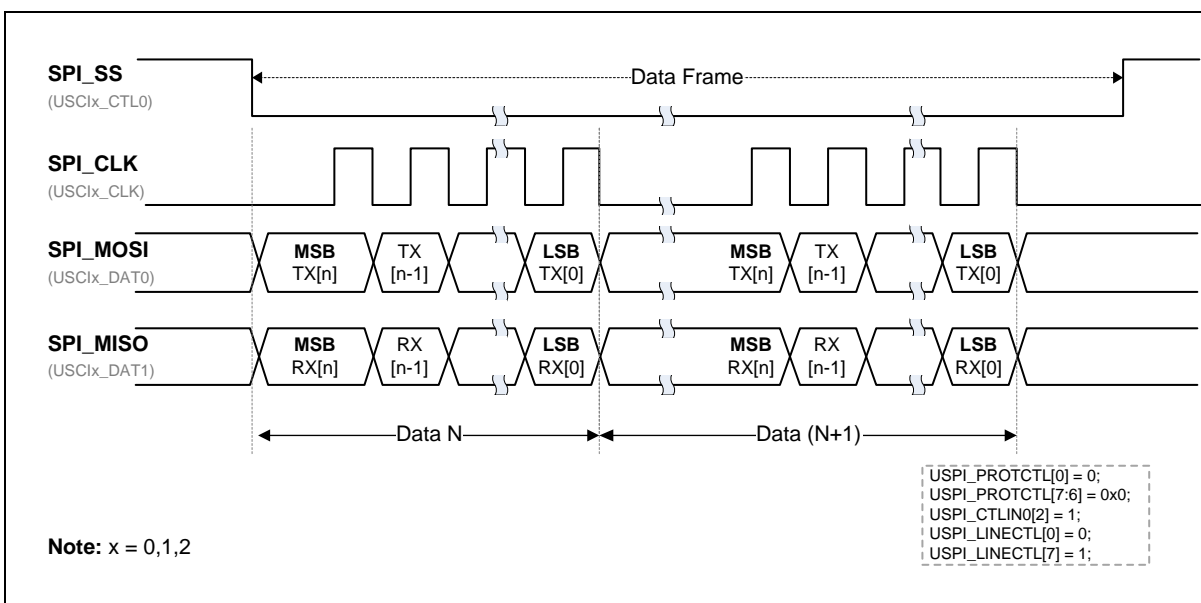 SPI_SS
(USCIx_CTL0)
Data Frame
SPI_CLK
(USCIx_CLK)
SPI_MOSI
(USCIx_DAT0)
MSB
TX[n]
TX
[n-1]
LSB
TX[0]
MSB
TX[n]
TX
[n-1]
LSB
TX[0]
SPI_MISO
(USCIx_DAT1)
MSB
RX[n]
RX
[n-1]
LSB
RX[0]
MSB
RX[n]
RX
[n-1]
LSB
RX[0]
Data N
Data (N+1)
USPI_PROTCTL[0] = 0;
USPI_PROTCTL[7:6] = 0x0;
USPI_CTLIN0[2] = 1;
USPI_LINECTL[0] = 0;
USPI_LINECTL[7] = 1;
Note: x = 0,1,2